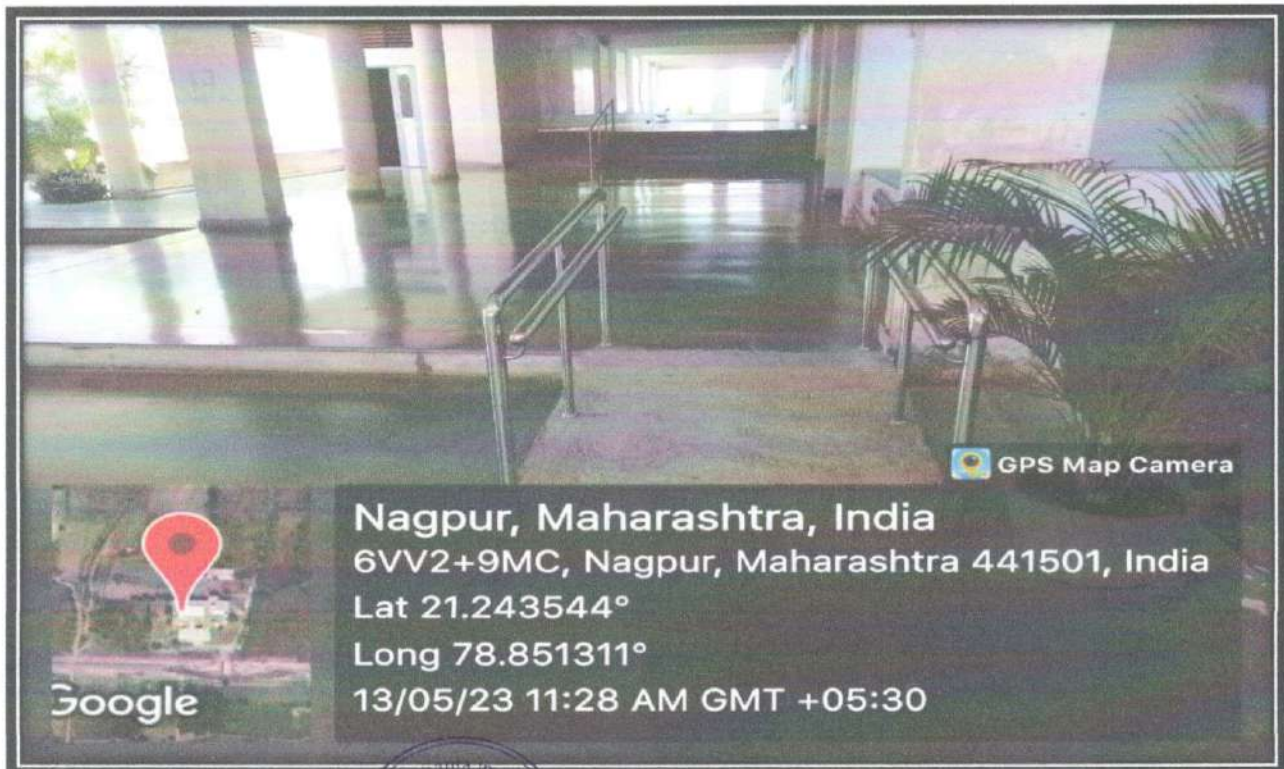 GPS Map Camera
Nagpur, Maharashtra, India
6VV2+9MC, Nagpur, Maharashtra 441501, India
Lat 21.243544°
Long 78.851311°
13/05/23 11:28 AM GMT +05:30
Google